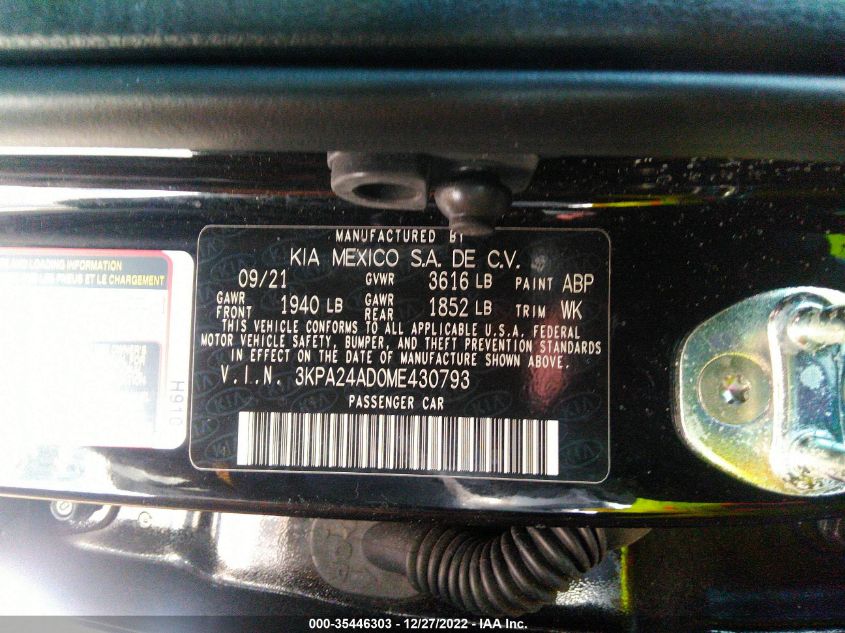 MANUFACTURED BY
KIA MEXICO S.A. DE C.V.
09/21 GVWR 3616 LB PAINT ABP
GAWR FRONT 1940 LB GAWR REAR 1852 LB TRIM WK
THIS VEHICLE CONFORMS TO ALL APPLICABLE U.S.A. FEDERAL
MOTOR VEHICLE SAFETY, BUMPER, AND THEFT PREVENTION STANDARDS
IN EFFECT ON THE DATE OF MANUFACTURE SHOWN ABOVE.
V.I.N. 3KPA24AD0ME430793
PASSENGER CAR
AND LOADING INFORMATION
PNEUS ET LE CHARGEMENT
H910
000-35446303 - 12/27/2022 - IAA Inc.